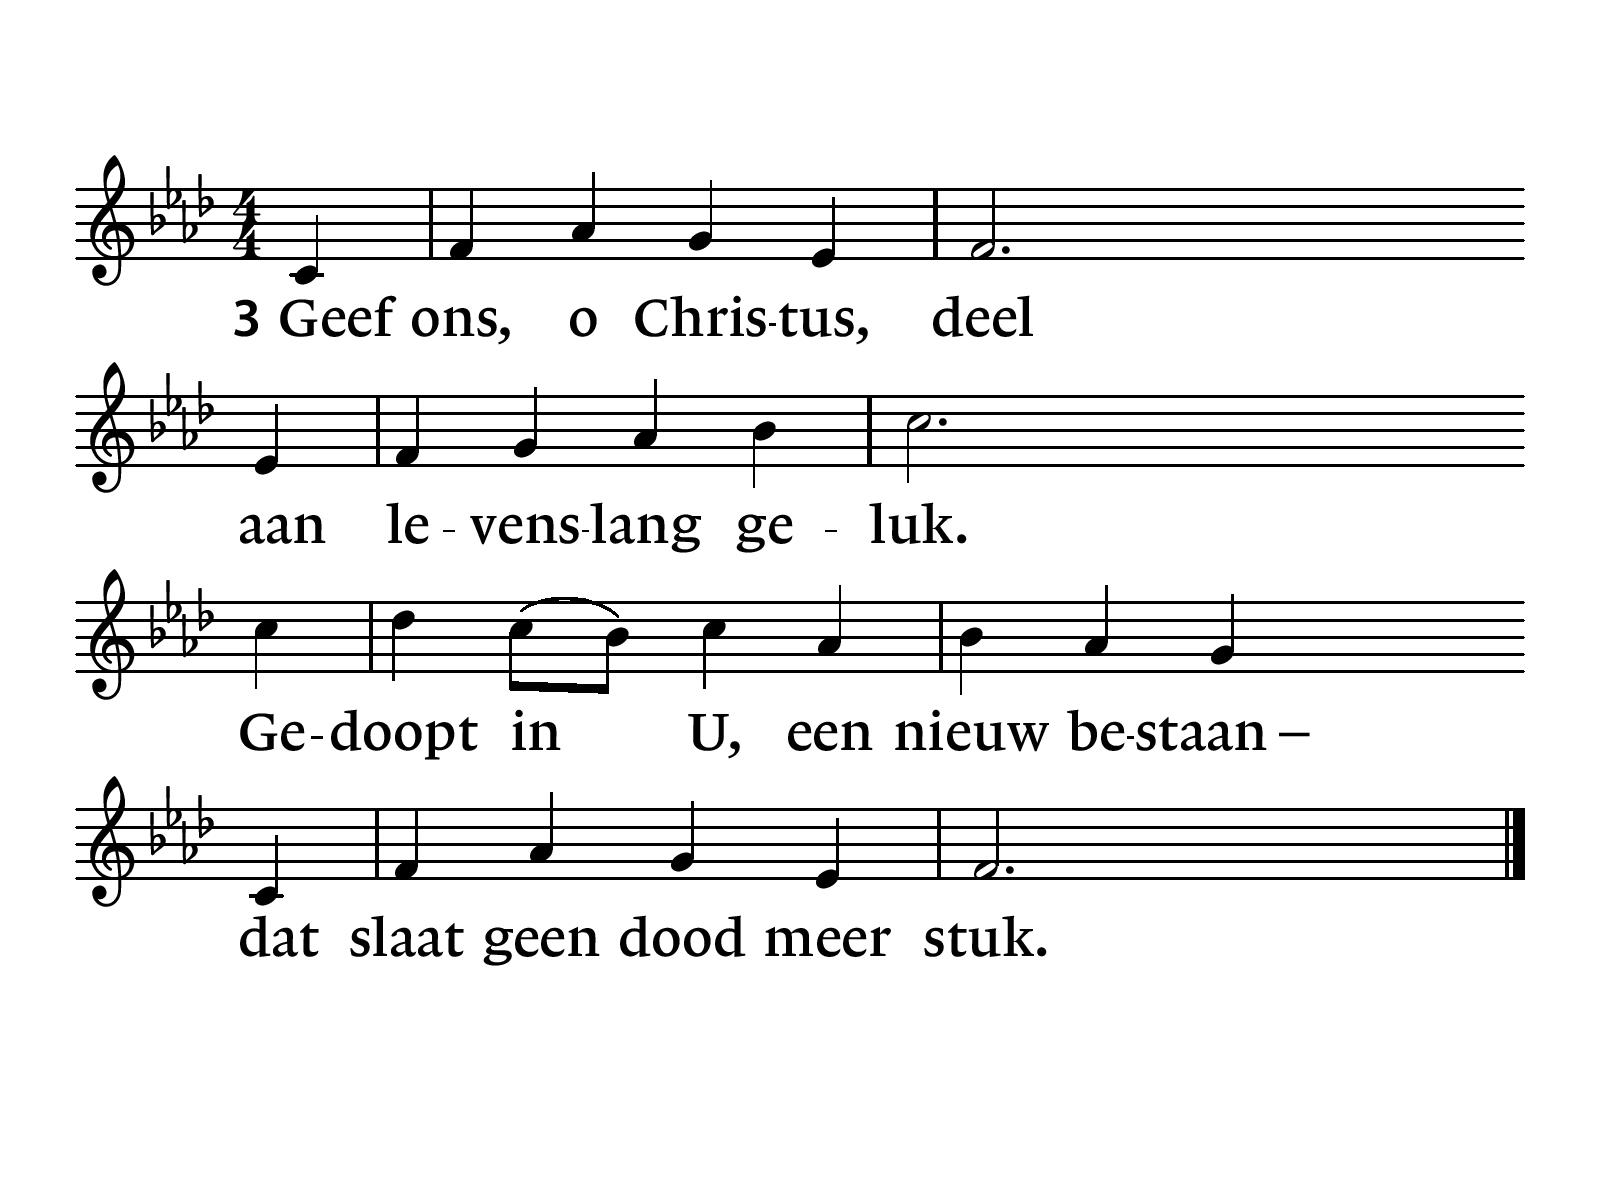 3 Geef ons, o Chris-tus, deel
aan le - vens-lang ge - luk.
Ge-doopt in U, een nieuw be-staan –
dat slaat geen dood meer stuk.